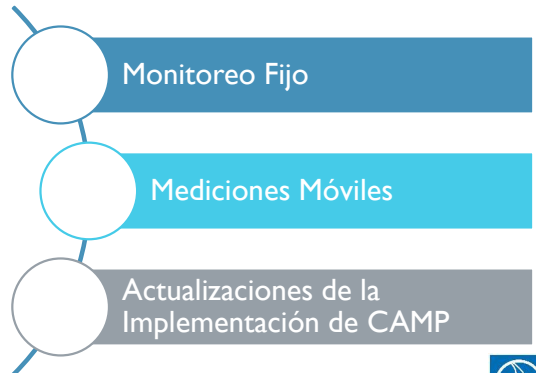 Monitoreo Fijo
Mediciones Móviles
Actualizaciones de la
Implementación de CAMP